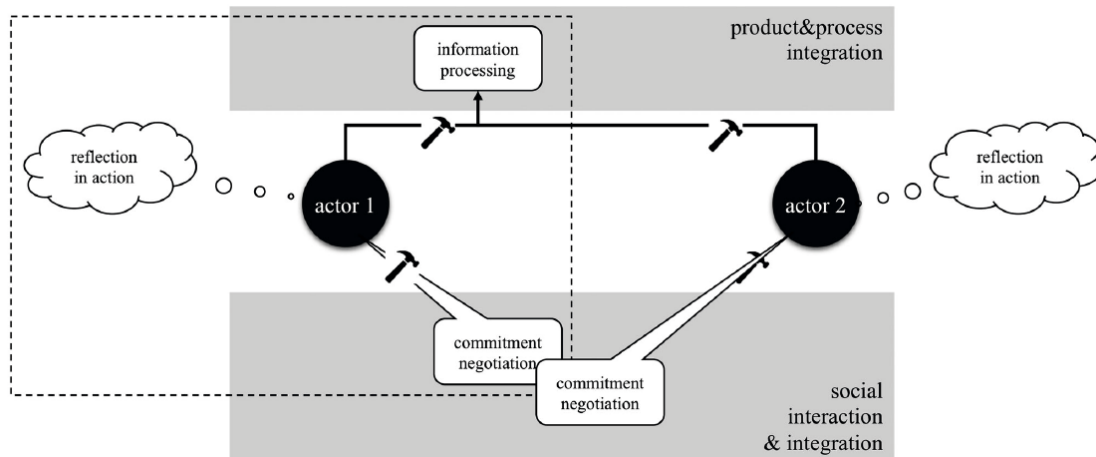 product&process
integration
information
processing
reflection
in action
actor 1
actor 2
reflection
in action
commitment
negotiation
commitment
negotiation
social
interaction
& integration